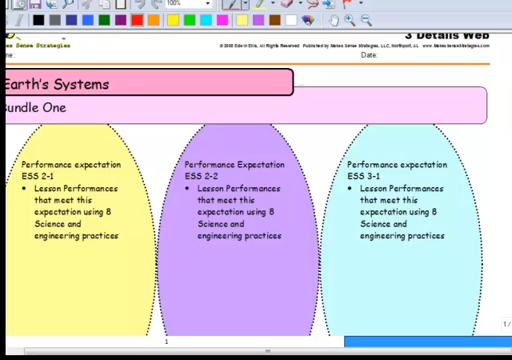 100%
3 Details Web
Makes Sense Strategies
© 2008 Edwin Ellis, All Rights Reserved Published by Makes Sense Strategies, LLC, Northport, AL www.MakesSenseStrategies.com
me:
Date:
Earth's Systems
Bundle One
Performance expectation
ESS 2-1
• Lesson Performances
that meet this
expectation using 8
Science and
engineering practices
Performance Expectation
ESS 2-2
• Lesson Performances
that meet this
expectation using 8
Science and
engineering practices
Performance expectation
ESS 3-1
• Lesson Performances
that meet this
expectation using 8
Science and
engineering practices
1
1/